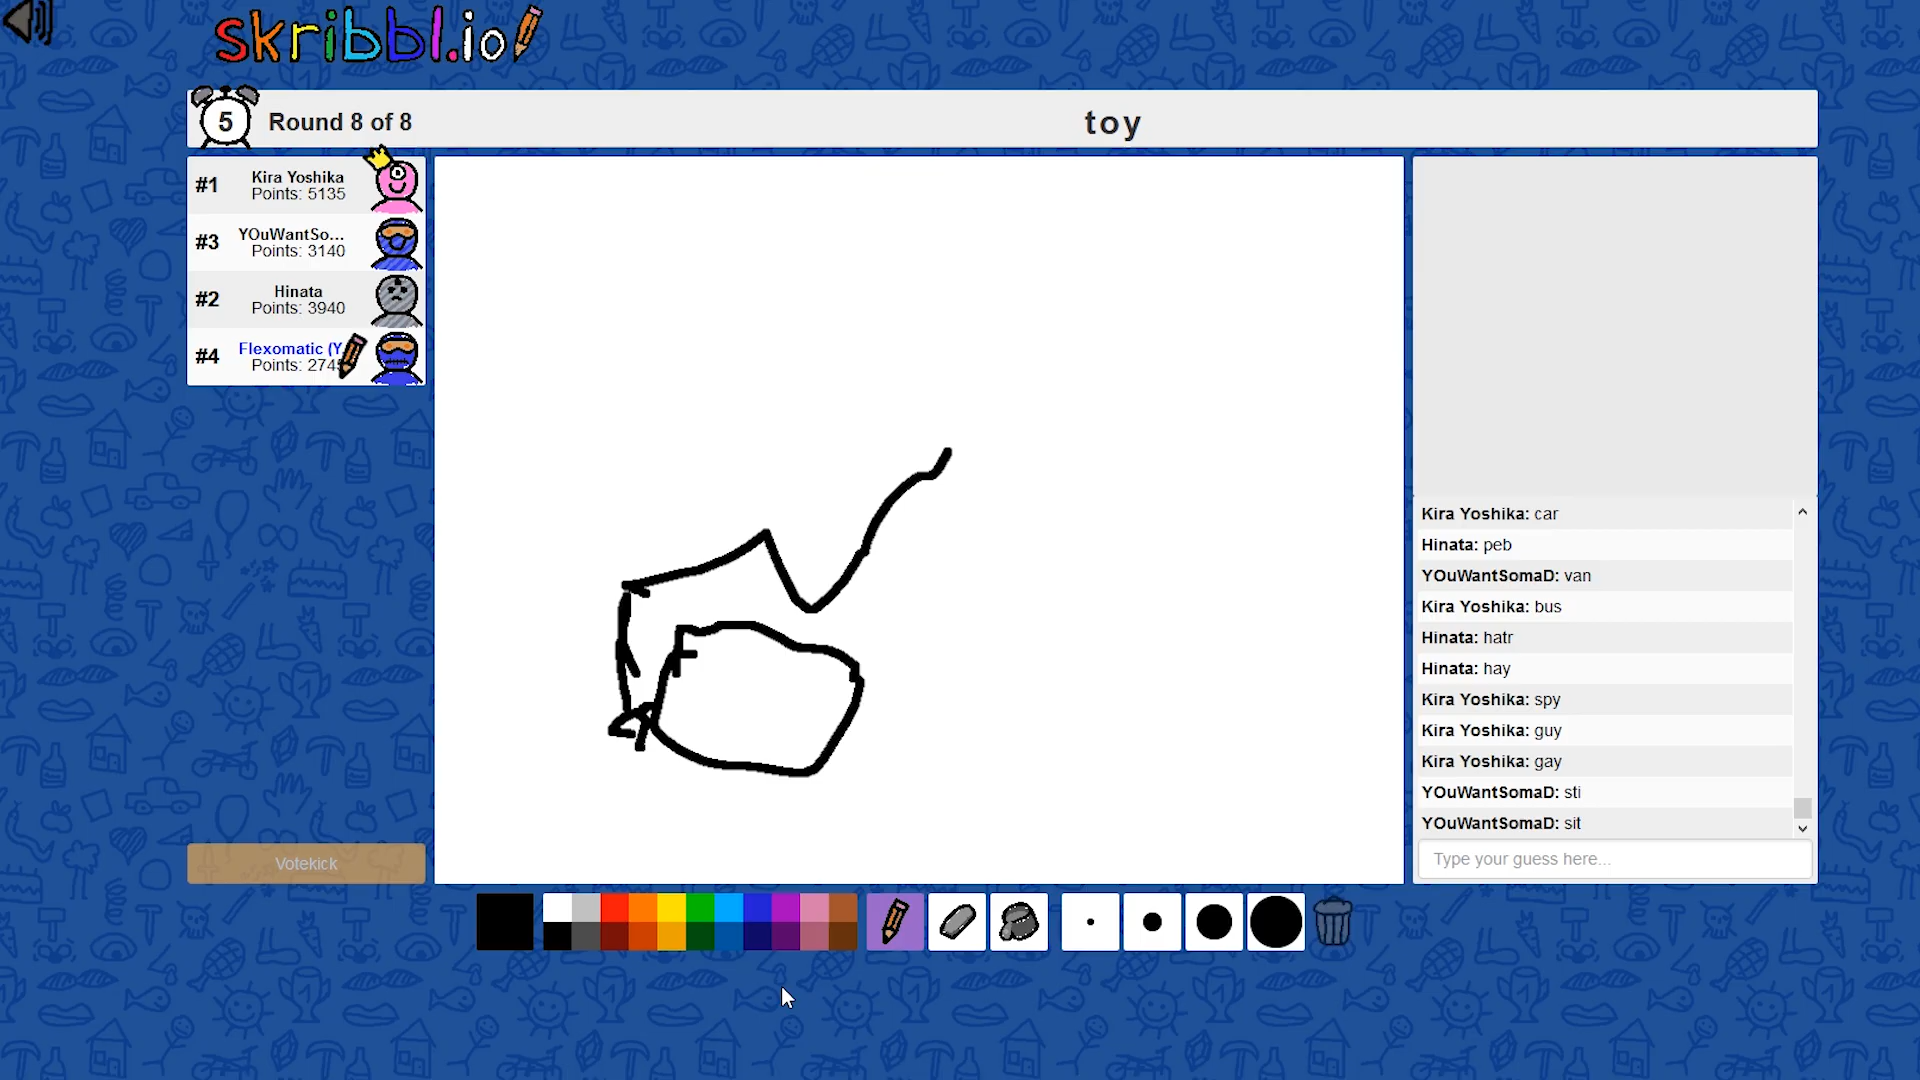 skribbl.io
5
Round 8 of 8
toy
#1
Kira Yoshika
Points: 5135
#3
YOuWantSo...
Points: 3140
#2
Hinata
Points: 3940
#4
Flexomatic (Y
Points: 2745
Kira Yoshika: car
Hinata: peb
YOuWantSomaD: van
Kira Yoshika: bus
Hinata: hatr
Hinata: hay
Kira Yoshika: spy
Kira Yoshika: guy
Kira Yoshika: gay
YOuWantSomaD: sti
YOuWantSomaD: sit
Votekick
Type your guess here...